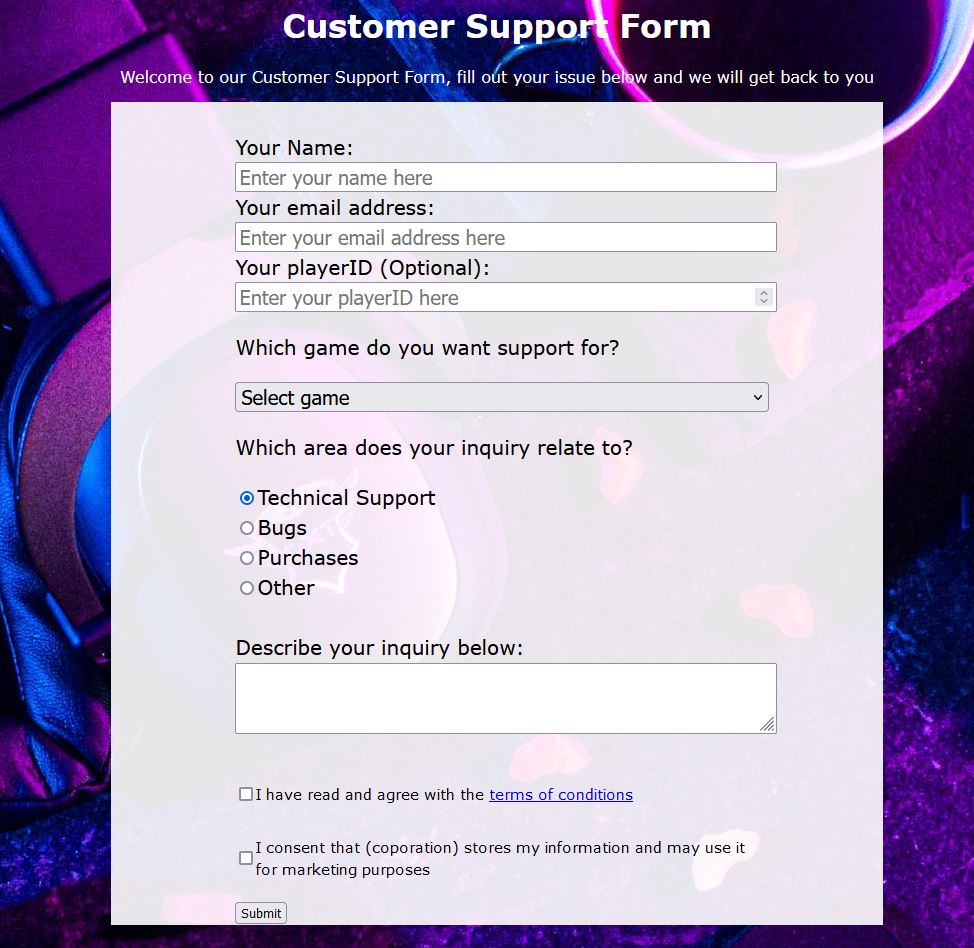 Customer Support Form
Welcome to our Customer Support Form, fill out your issue below and we will get back to you
Your Name:
Enter your name here
Your email address:
Enter your email address here
Your playerID (Optional):
Enter your playerID here
Which game do you want support for?
Select game
Which area does your inquiry relate to?
Technical Support
Bugs
Purchases
Other
Describe your inquiry below:
I have read and agree with the terms of conditions
I consent that (coporation) stores my information and may use it
for marketing purposes
Submit